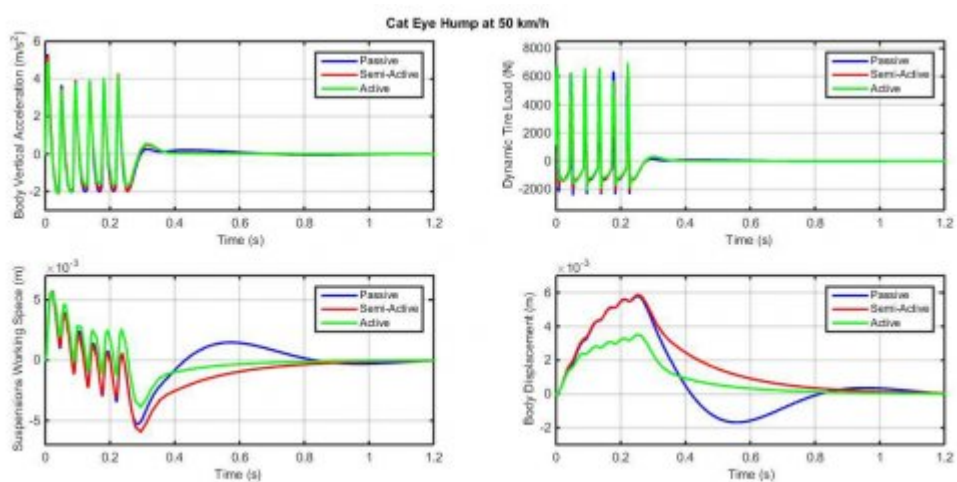 Cat Eye Hump at 50 km/h
Body Vertical Acceleration (m/s²)
6
4
2
0
-2
-5
0 0.2 0.4 0.6 0.8 1 1.2
Time (s)
Passive
Semi-Active
Active
Dynamic Tire Load (N)
8000
6000
4000
2000
0
-2000
0 0.2 0.4 0.6 0.8 1 1.2
Time (s)
Passive
Semi-Active
Active
Suspensions Working Space (m)
×10⁻³
5
0
-5
0 0.2 0.4 0.6 0.8 1 1.2
Time (s)
Passive
Semi-Active
Active
Body Displacement (m)
×10⁻³
6
4
2
0
-2
0 0.2 0.4 0.6 0.8 1 1.2
Time (s)
Passive
Semi-Active
Active